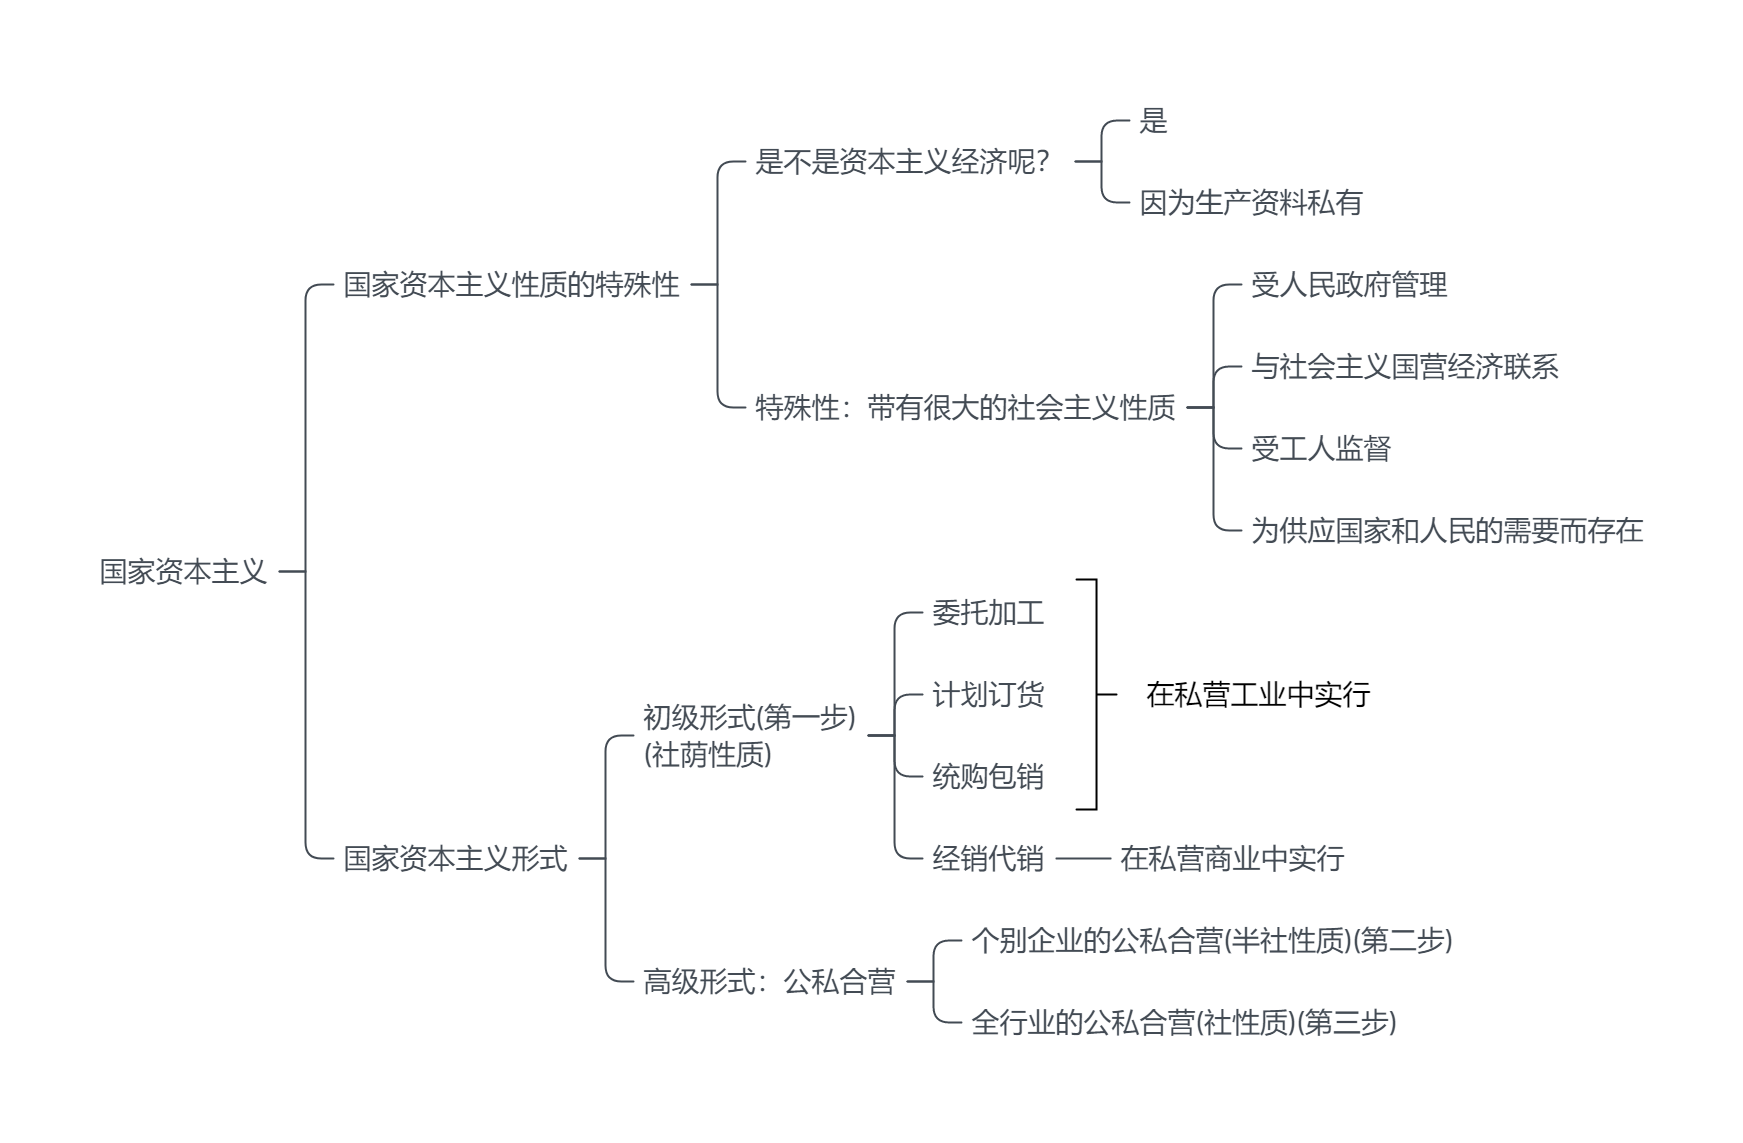 国家资本主义
国家资本主义性质的特殊性
是不是资本主义经济呢？
是
因为生产资料私有
特殊性：带有很大的社会主义性质
受人民政府管理
与社会主义国营经济联系
受工人监督
为供应国家和人民的需要而存在
国家资本主义形式
初级形式(第一步)
(社荫性质)
委托加工
计划订货
统购包销
在私营工业中实行
经销代销
在私营商业中实行
高级形式：公私合营
个别企业的公私合营(半社性质)(第二步)
全行业的公私合营(社性质)(第三步)